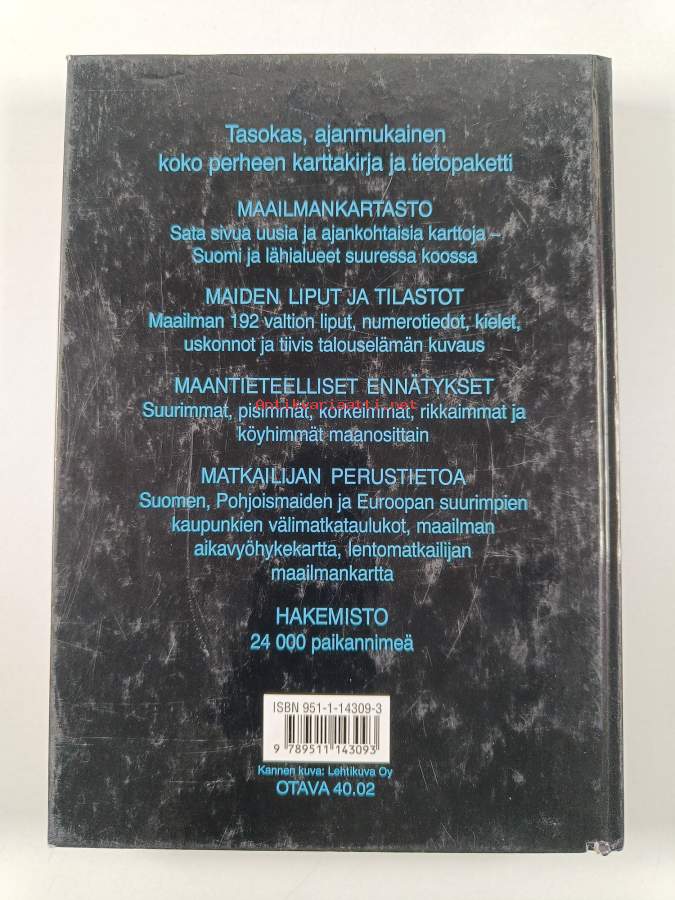 Tasokas, ajanmukainen
koko perheen karttakirja ja tietopaketti
MAAILMANKARTASTO
Sata sivua uusia ja ajankohtaisia karttoja –
Suomi ja lähialueet suuressa koossa
MAIDEN LIPUT JA TILASTOT
Maailman 192 valtion liput, numerotiedot, kielet,
uskonnot ja tiivis talouselämän kuvaus
MAANTIETEELLISET ENNÄTYKSET
Antikvariaatti.net
Suurimmat, pisimmät, korkeimmat, rikkaimmat ja
köyhimmät maanosittain
MATKAILIJAN PERUSTIETOA
Suomen, Pohjoismaiden ja Euroopan suurimpien
kaupunkien välimatkataulukot, maailman
aikavyöhykekartta, lentomatkailijan
maailmankartta
HAKEMISTO
24 000 paikannimeä
ISBN 951-1-14309-3
9 789511 143093
Kannen kuva: Lehtikuva Oy
OTAVA 40.02